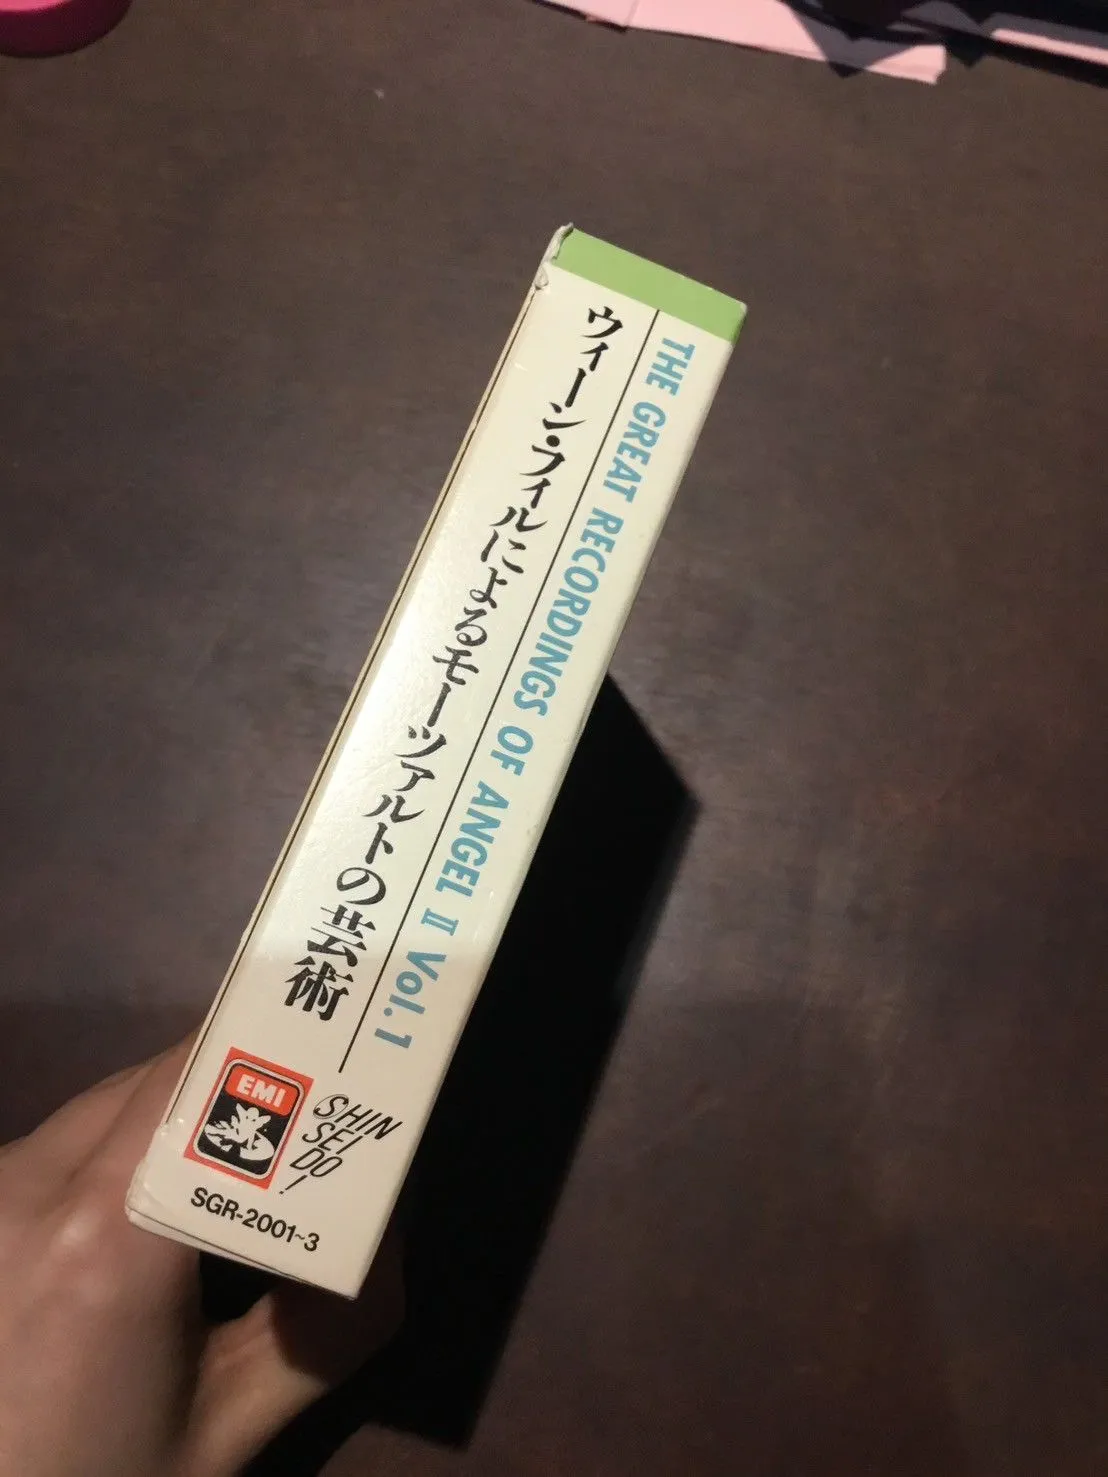 THE GREAT RECORDINGS OF ANGEL Ⅱ Vol.1
ウィーン・フィルによるモーツァルトの芸術
EMI
SHIN
SEI
DO!
SGR-2001~3